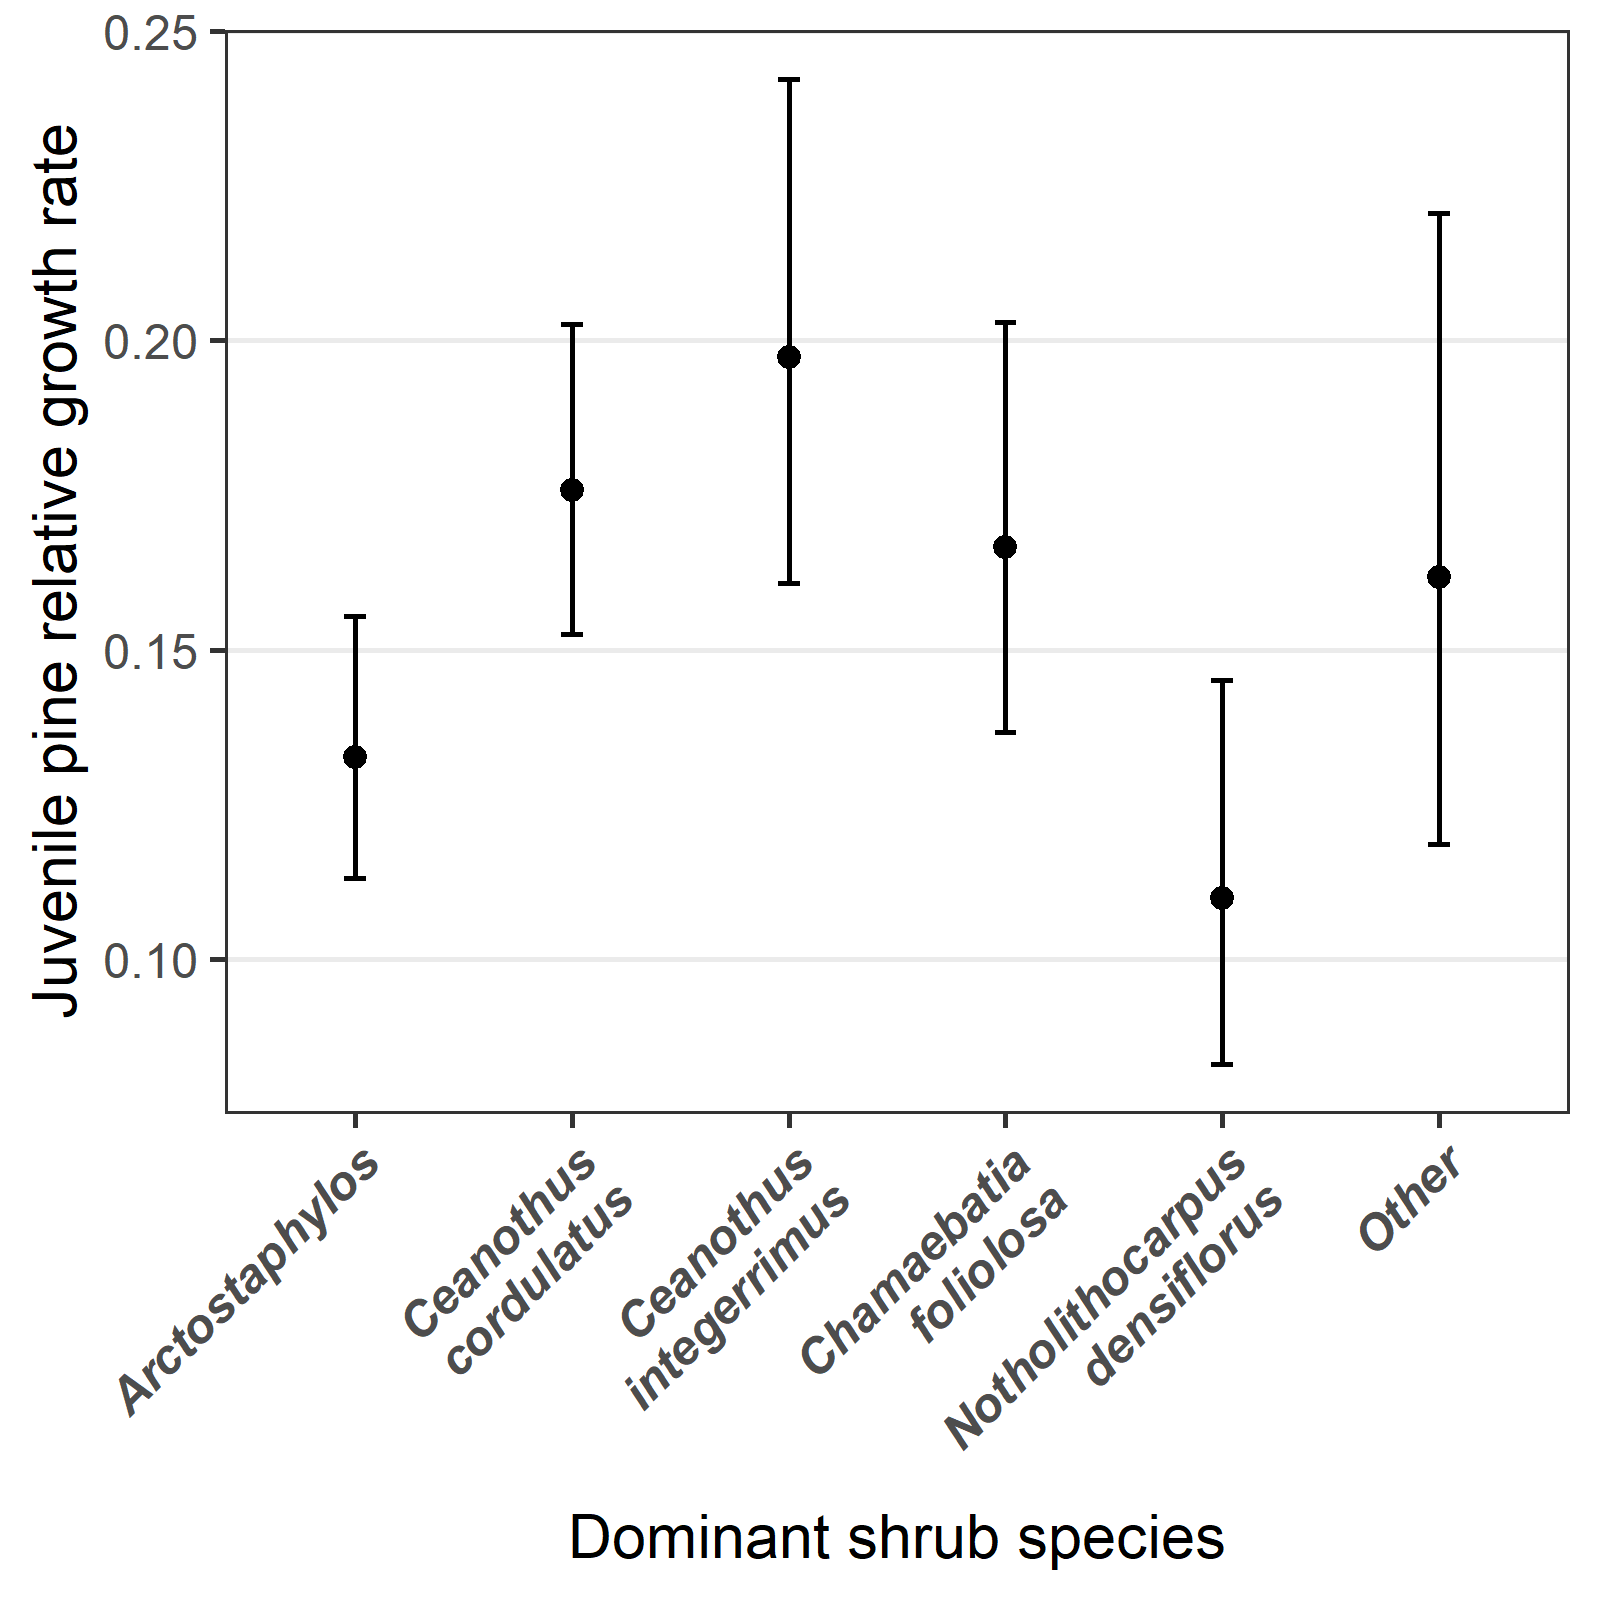 Juvenile pine relative growth rate
0.25
0.20
0.15
0.10
Arctostaphylos
Ceanothus
cordulatus
Ceanothus
integerrimus
Chamaebatia
foliolosa
Notholithocarpus
densiflorus
Other
Dominant shrub species